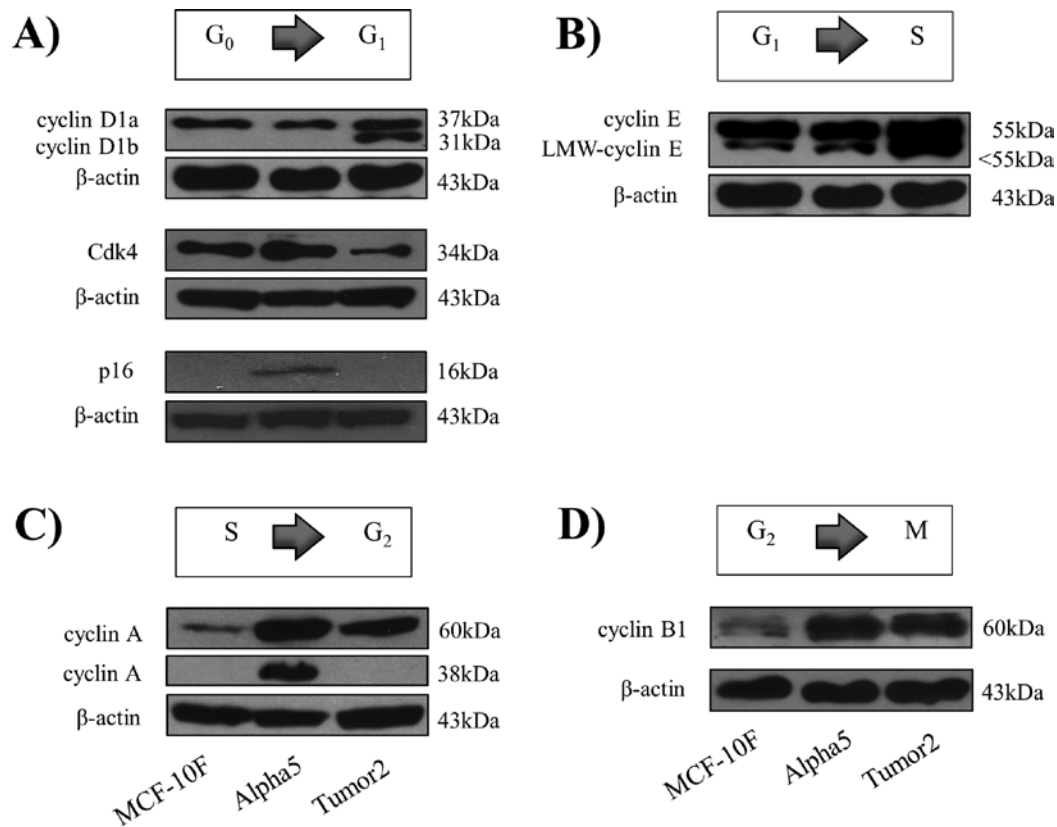 A)
G₀ G₁
cyclin D1a 37kDa
cyclin D1b 31kDa
β-actin 43kDa
Cdk4 34kDa
β-actin 43kDa
p16 16kDa
β-actin 43kDa
B)
G₁ S
cyclin E 55kDa
LMW-cyclin E <55kDa
β-actin 43kDa
C)
S G₂
cyclin A 60kDa
cyclin A 38kDa
β-actin 43kDa
MCF-10F Alpha5 Tumor2
D)
G₂ M
cyclin B1 60kDa
β-actin 43kDa
MCF-10F Alpha5 Tumor2